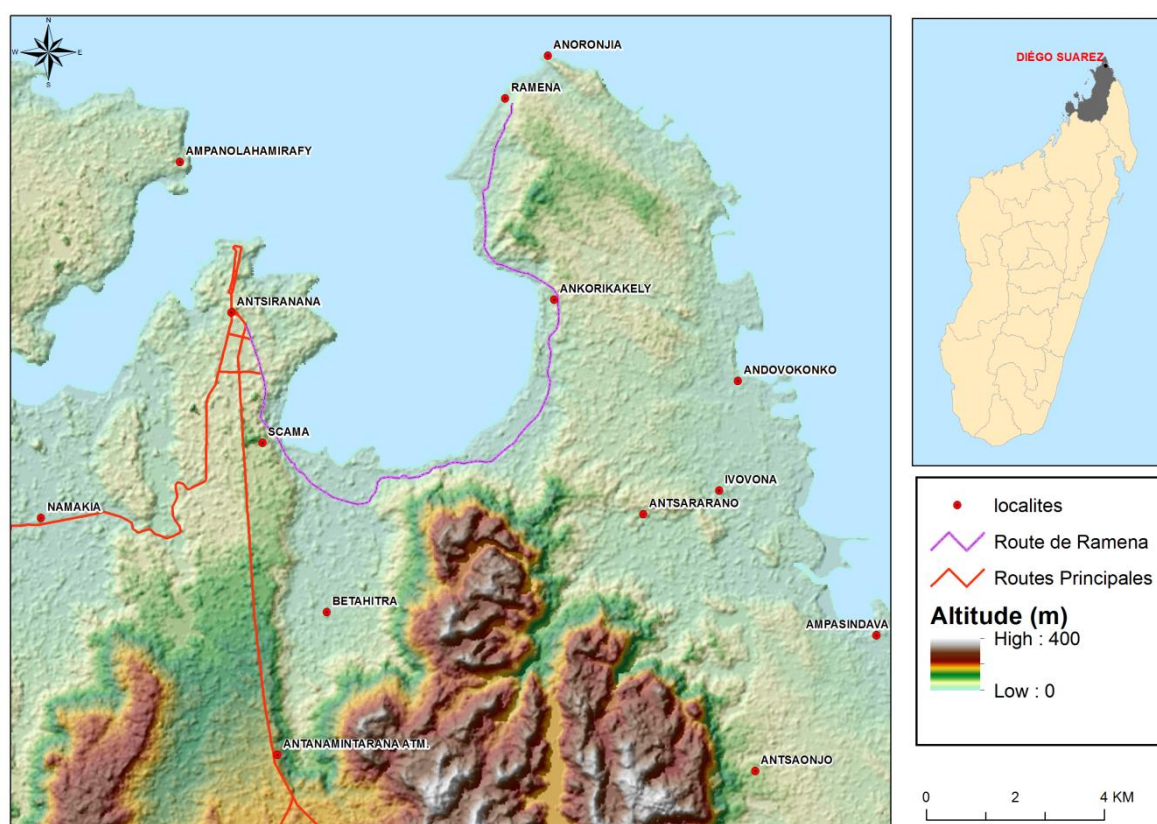 N
W
E
S
ANORONJIA
RAMENA
AMPANOLAHAMIRAFY
ANTSIRANANA
ANKORIKAKELY
ANDOVOKONKO
SCAMA
IVOVONA
ANTSARARANO
NAMAKIA
BETAHITRA
AMPASINDAVA
ANTANAMINTARANA ATM.
ANTSAONJO
DIÉGO SUAREZ
localites
Route de Ramena
Routes Principales
Altitude (m)
High : 400
Low : 0
0 2 4 KM